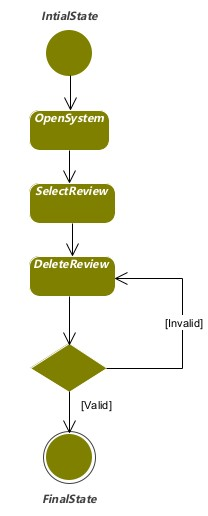 IntialState
OpenSystem
SelectReview
DeleteReview
[Invalid]
[Valid]
FinalState